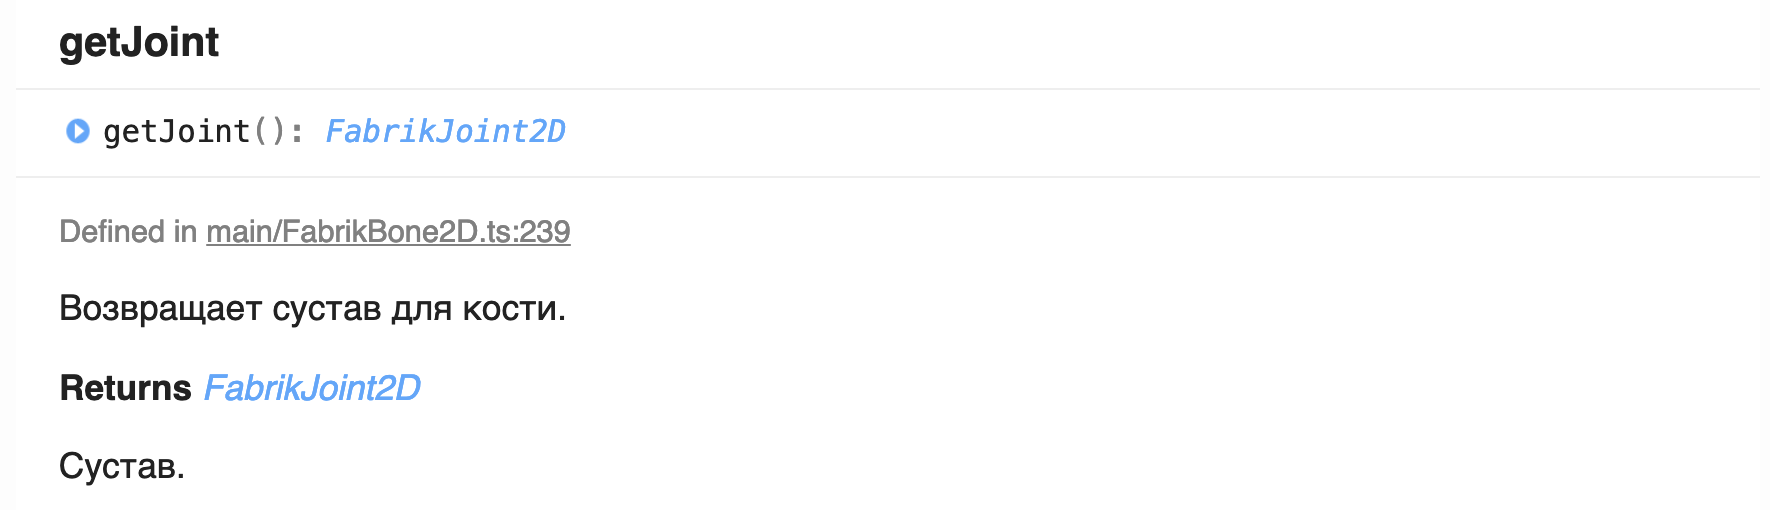 getJoint
getJoint(): FabrikJoint2D
Defined in main/FabrikBone2D.ts:239
Возвращает сустав для кости.
Returns FabrikJoint2D
Сустав.